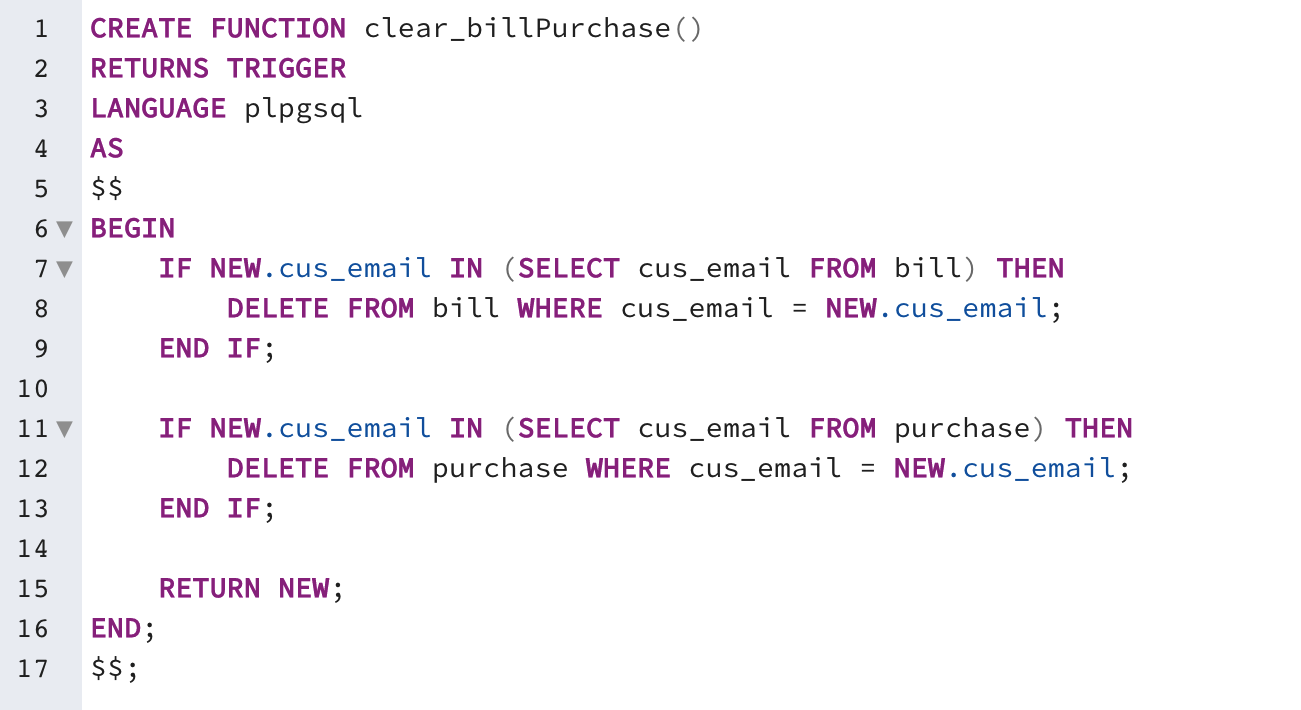 1 CREATE FUNCTION clear_billPurchase()
2 RETURNS TRIGGER
3 LANGUAGE plpgsql
4 AS
5 $$
6 BEGIN
7     IF NEW.cus_email IN (SELECT cus_email FROM bill) THEN
8         DELETE FROM bill WHERE cus_email = NEW.cus_email;
9     END IF;
10
11     IF NEW.cus_email IN (SELECT cus_email FROM purchase) THEN
12         DELETE FROM purchase WHERE cus_email = NEW.cus_email;
13     END IF;
14
15     RETURN NEW;
16 END;
17 $$;